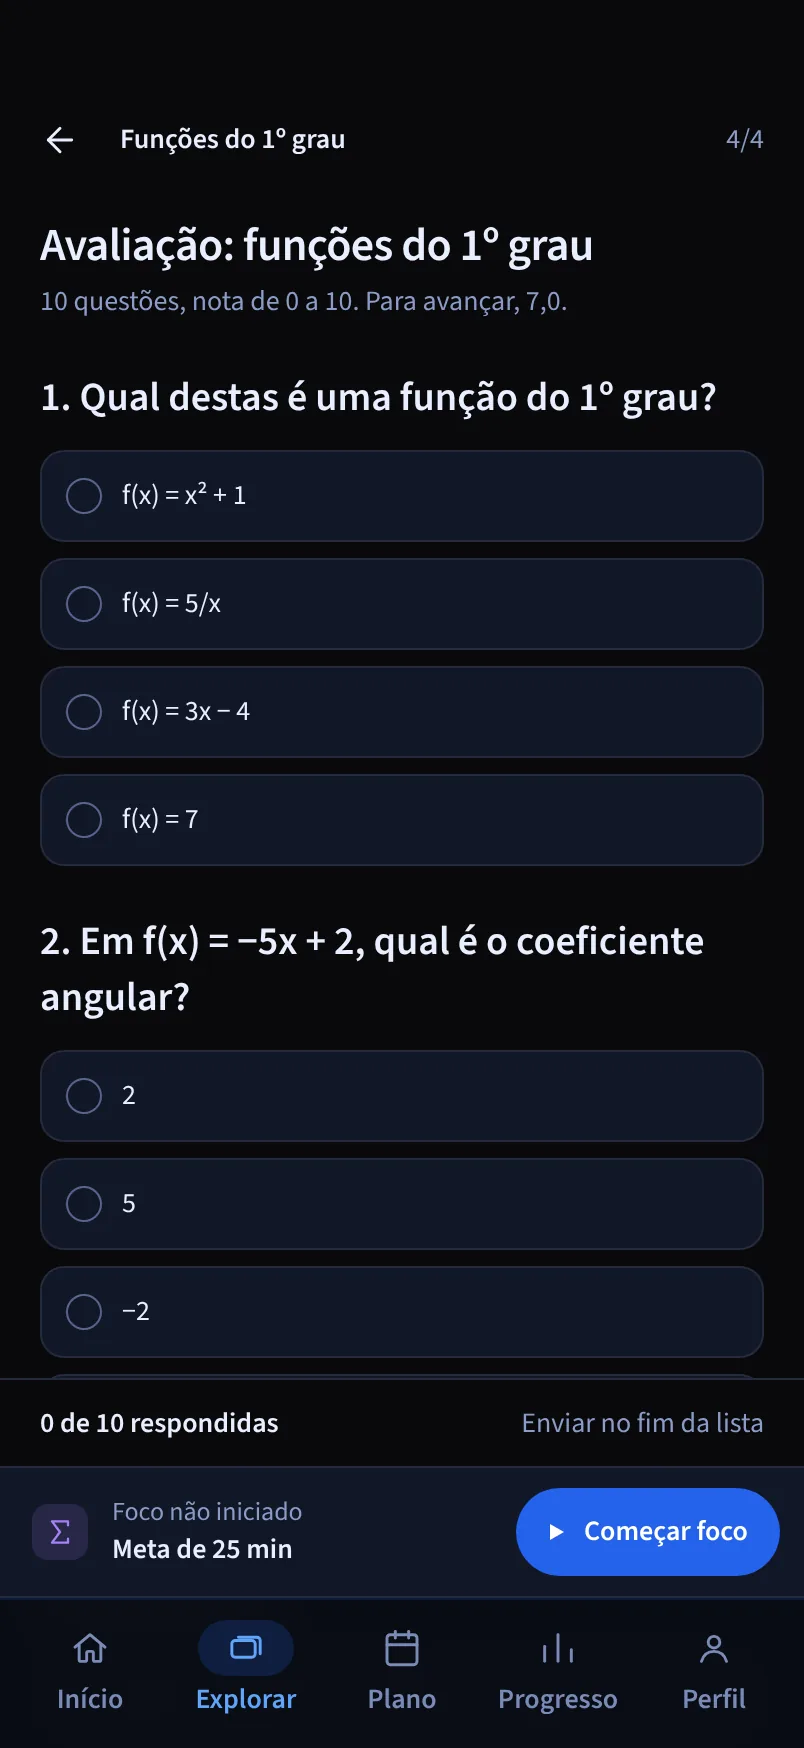 Funções do 1º grau
4/4
Avaliação: funções do 1º grau
10 questões, nota de 0 a 10. Para avançar, 7,0.
1. Qual destas é uma função do 1º grau?
f(x) = x² + 1
f(x) = 5/x
f(x) = 3x − 4
f(x) = 7
2. Em f(x) = −5x + 2, qual é o coeficiente
angular?
2
5
−2
0 de 10 respondidas
Enviar no fim da lista
Foco não iniciado
Meta de 25 min
Começar foco
Início
Explorar
Plano
Progresso
Perfil